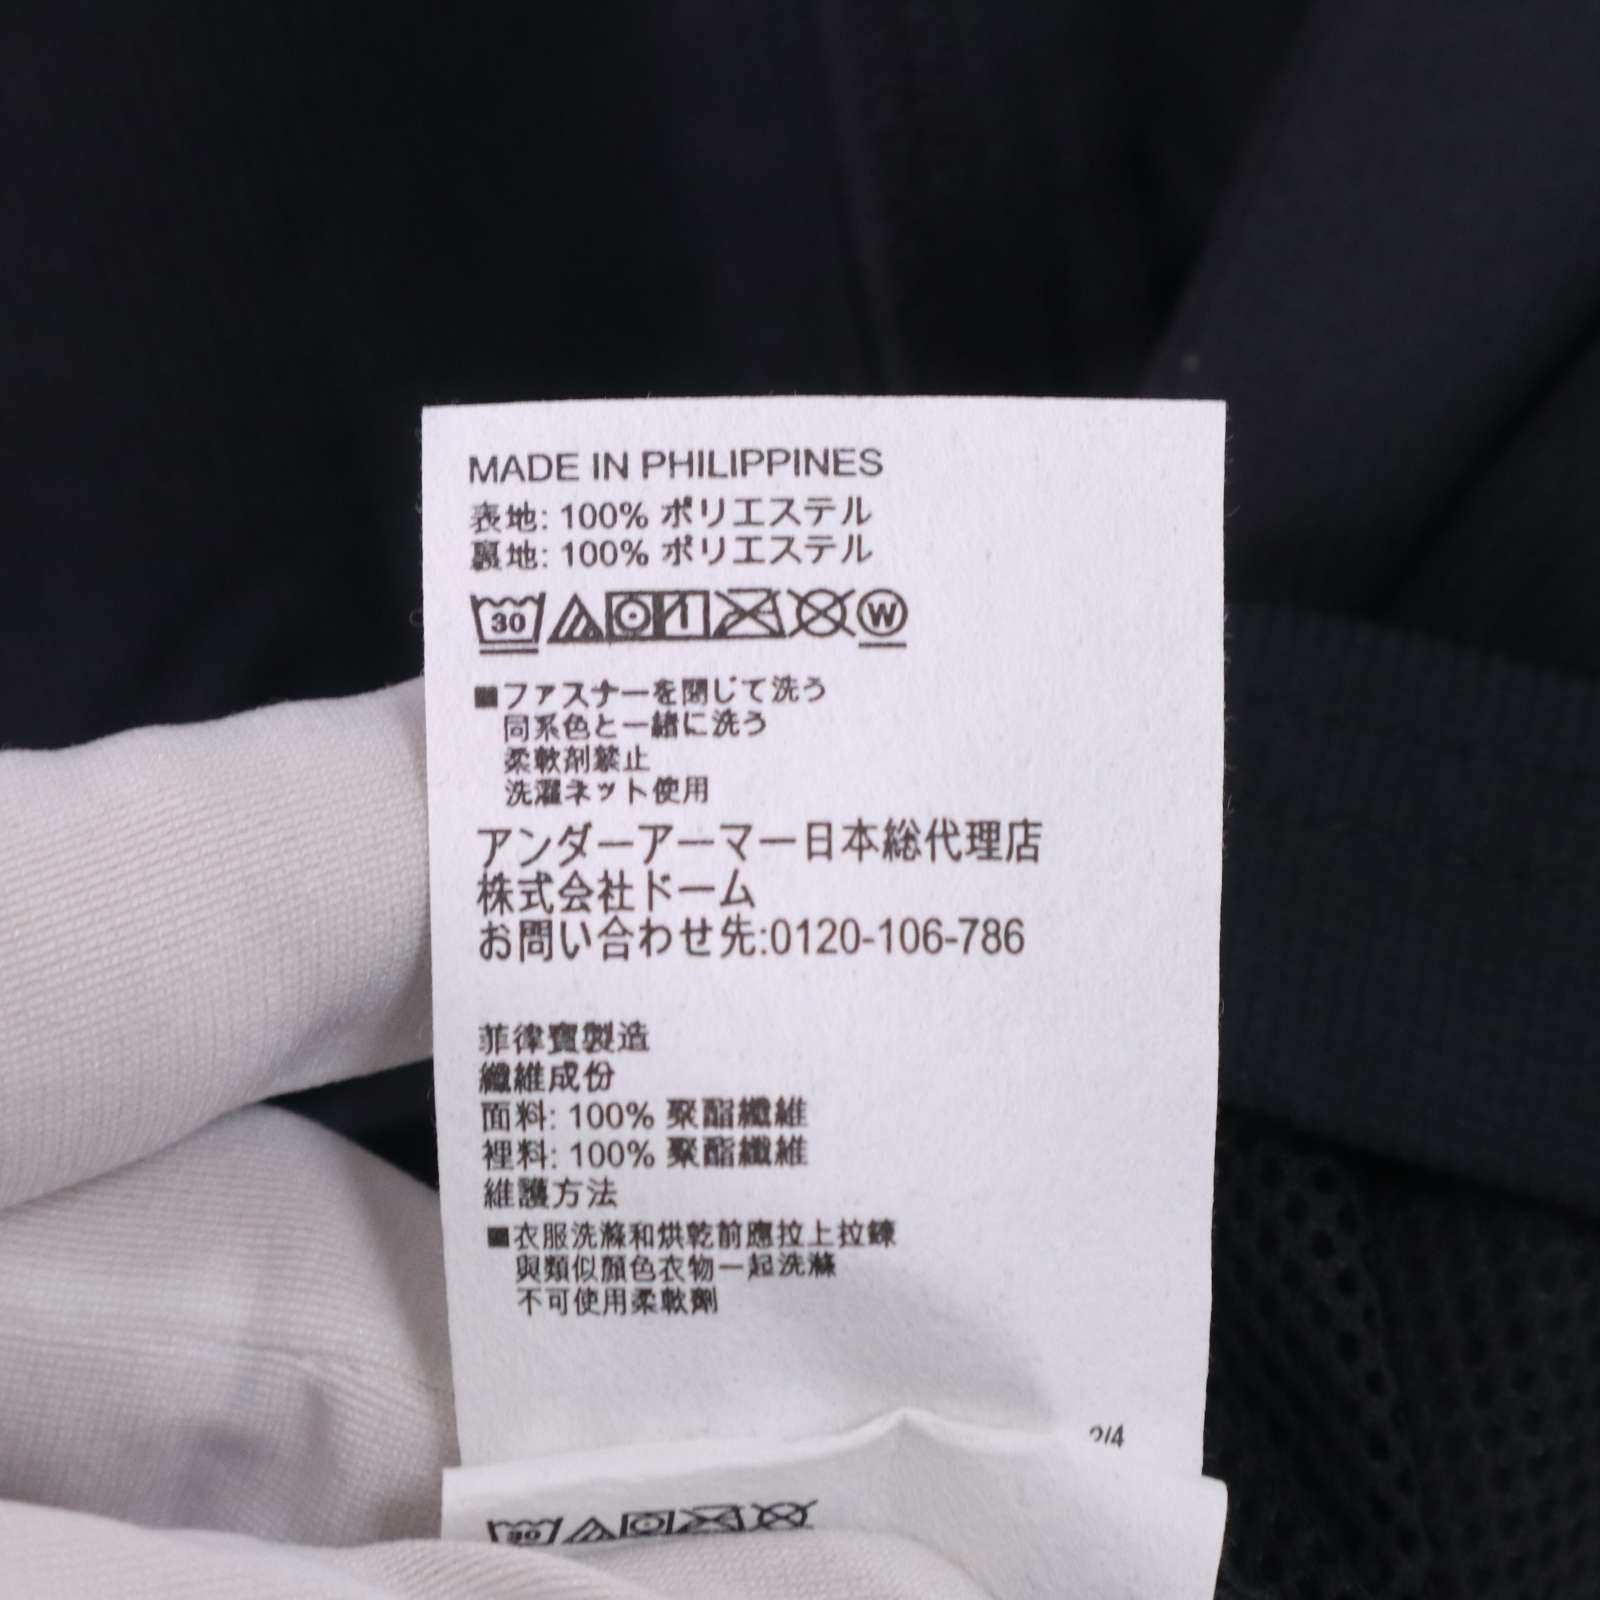 MADE IN PHILIPPINES
表地: 100% ポリエステル
裏地: 100% ポリエステル
30 W
■ファスナーを閉じて洗う
同系色と一緒に洗う
柔軟剤禁止
洗濯ネット使用
アンダーアーマー日本総代理店
株式会社ドーム
お問い合わせ先:0120-106-786
菲律賓製造
纖維成份
面料: 100% 聚酯纖維
裡料: 100% 聚酯纖維
維護方法
■衣服洗滌和烘乾前應拉上拉鍊
與類似顏色衣物一起洗滌
不可使用柔軟劑
2/4
30